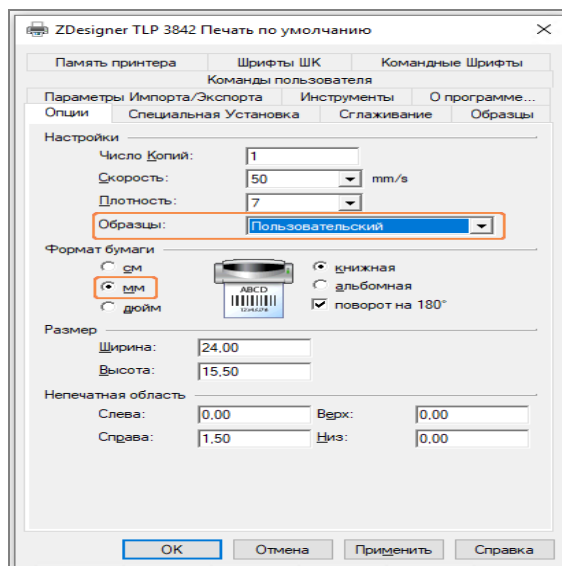 ZDesigner TLP 3842 Печать по умолчанию
Память принтера Шрифты ШК Командные Шрифты
Команды пользователя
Параметры Импорта/Экспорта Инструменты О программе...
Опции Специальная Установка Сглаживание Образцы
Настройки
Число Копий: 1
Скорость: 50 mm/s
Плотность: 7
Образцы: Пользовательский
Формат бумаги
см
мм
дюйм
ABCD
книжная
альбомная
поворот на 180°
Размер
Ширина: 24,00
Высота: 15,50
Непечатная область
Слева: 0,00 Верх: 0,00
Справа: 1,50 Низ: 0,00
OK Отмена Применить Справка